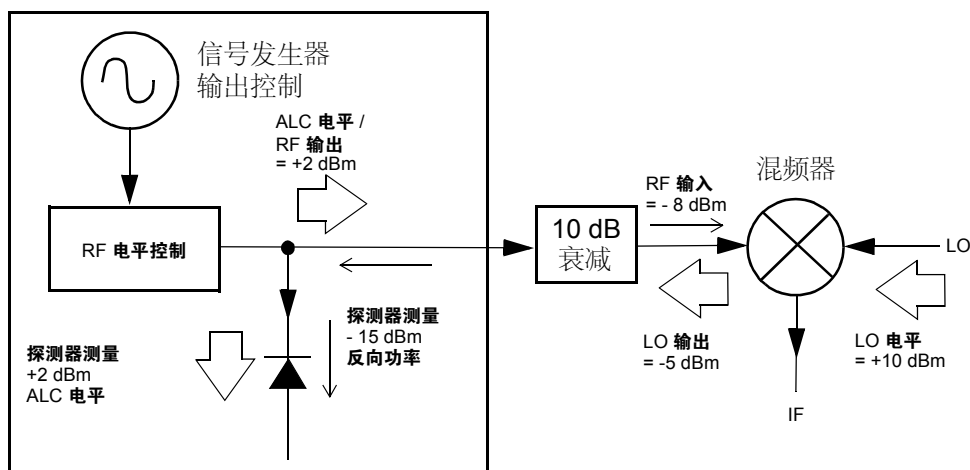 信号发生器
输出控制
ALC 电平 /
RF 输出
= +2 dBm
RF 电平控制
探测器测量
+2 dBm
ALC 电平
探测器测量
- 15 dBm
反向功率
10 dB
衰减
RF 输入
= - 8 dBm
混频器
LO
LO 输出
= -5 dBm
LO 电平
= +10 dBm
IF